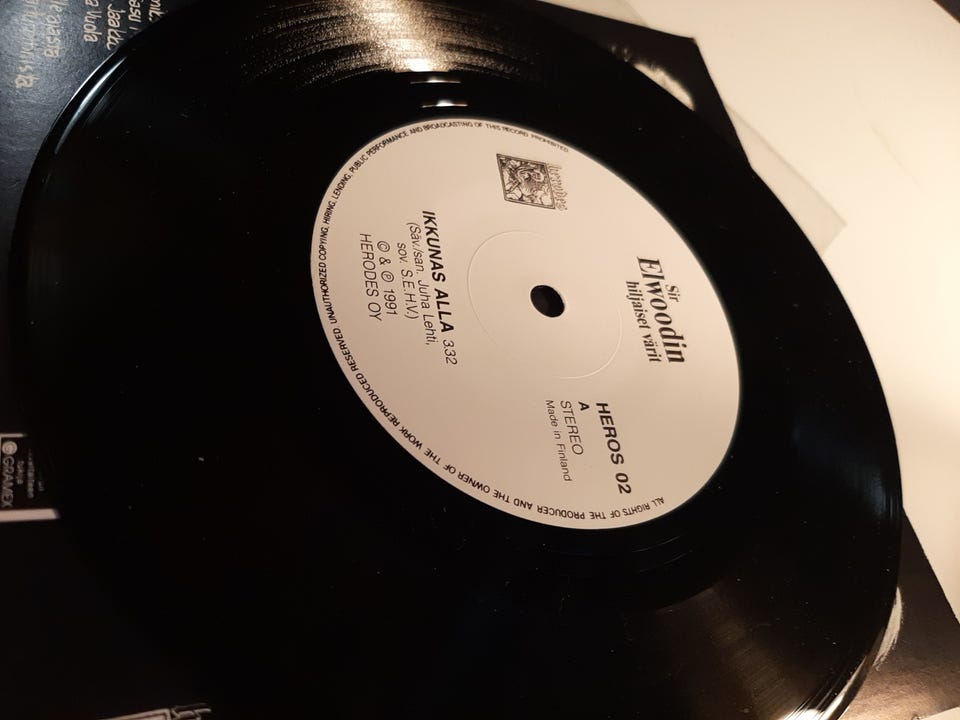 Herodes
Sir
Elwoodin
hiljaiset värit
IKKUNAS ALLA 3.32
(Säv./san. Juha Lehti,
sov. S.E.H.V.)
© & ℗ 1991
HERODES OY
HEROS 02
A
STEREO
Made in Finland
ALL RIGHTS OF THE PRODUCER AND THE OWNER OF THE WORK REPRODUCED RESERVED UNAUTHORIZED COPYING, HIRING, LENDING, PUBLIC PERFORMANCE AND BROADCASTING OF THIS RECORD PROHIBITED
GRAMEX